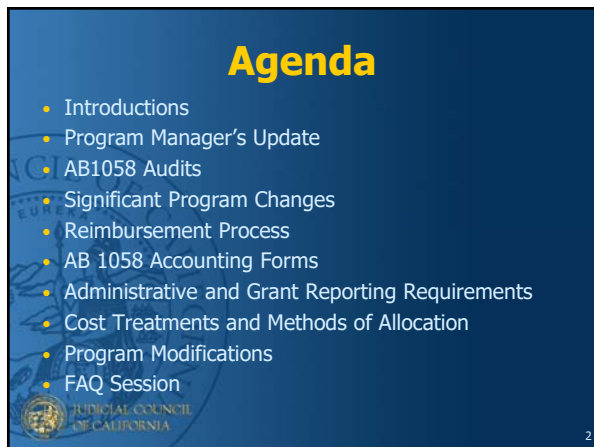 Agenda
• Introductions
• Program Manager's Update
• AB1058 Audits
• Significant Program Changes
• Reimbursement Process
• AB 1058 Accounting Forms
• Administrative and Grant Reporting Requirements
• Cost Treatments and Methods of Allocation
• Program Modifications
• FAQ Session
JUDICIAL COUNCIL
OF CALIFORNIA
2